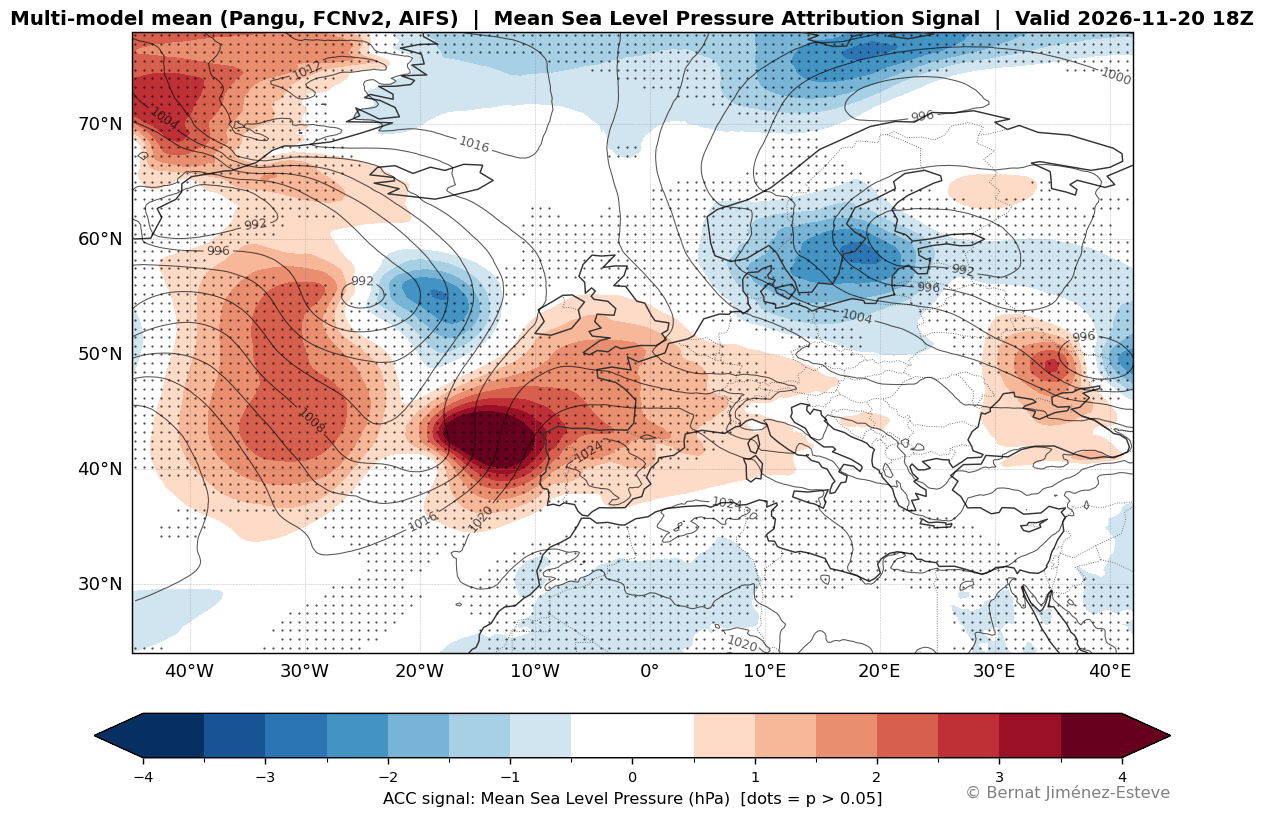 Multi-model mean (Pangu, FCNv2, AIFS)  |  Mean Sea Level Pressure Attribution Signal  |  Valid 2026-11-20 18Z
1012
1000
1004
996
70°N
1016
992
60°N
996
992
992
996
1004
996
50°N
1008
1024
40°N
1024
1016
1020
30°N
1020
40°W 30°W 20°W 10°W 0° 10°E 20°E 30°E 40°E
−4 −3 −2 −1 0 1 2 3 4
ACC signal: Mean Sea Level Pressure (hPa)  [dots = p > 0.05]
© Bernat Jiménez-Esteve